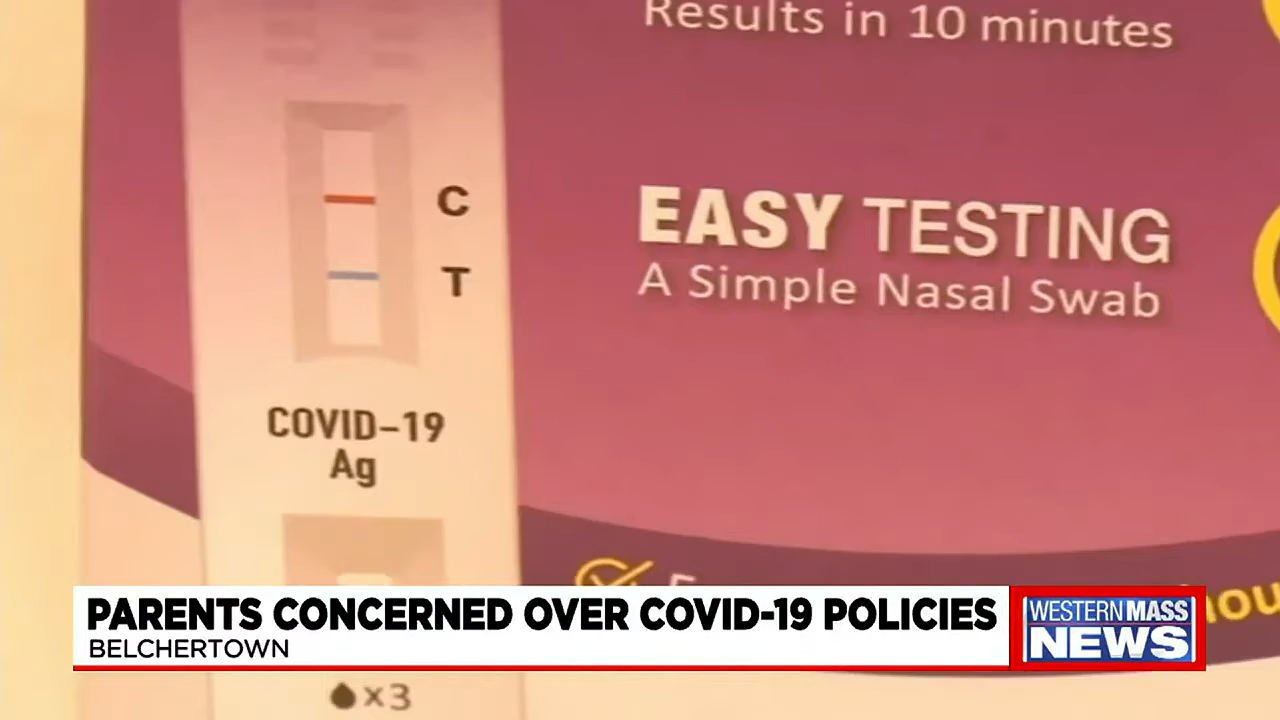 Results in 10 minutes
C
T
EASY TESTING
A Simple Nasal Swab
COVID-19
Ag
PARENTS CONCERNED OVER COVID-19 POLICIES
BELCHERTOWN
WESTERN MASS
NEWS
x3